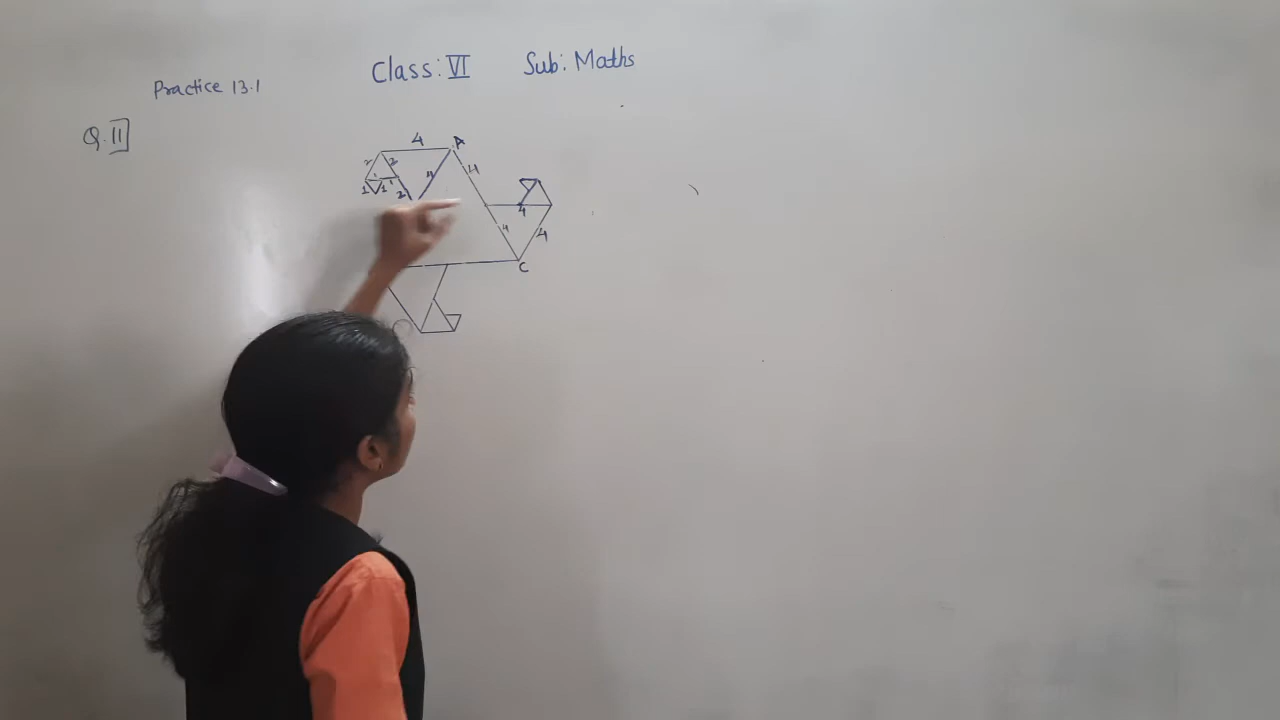 Class: VI Sub: Maths
Practice 13.1
Q.11
4 A
2 2 4 4
1 1 1 1 2
4
4 4
C